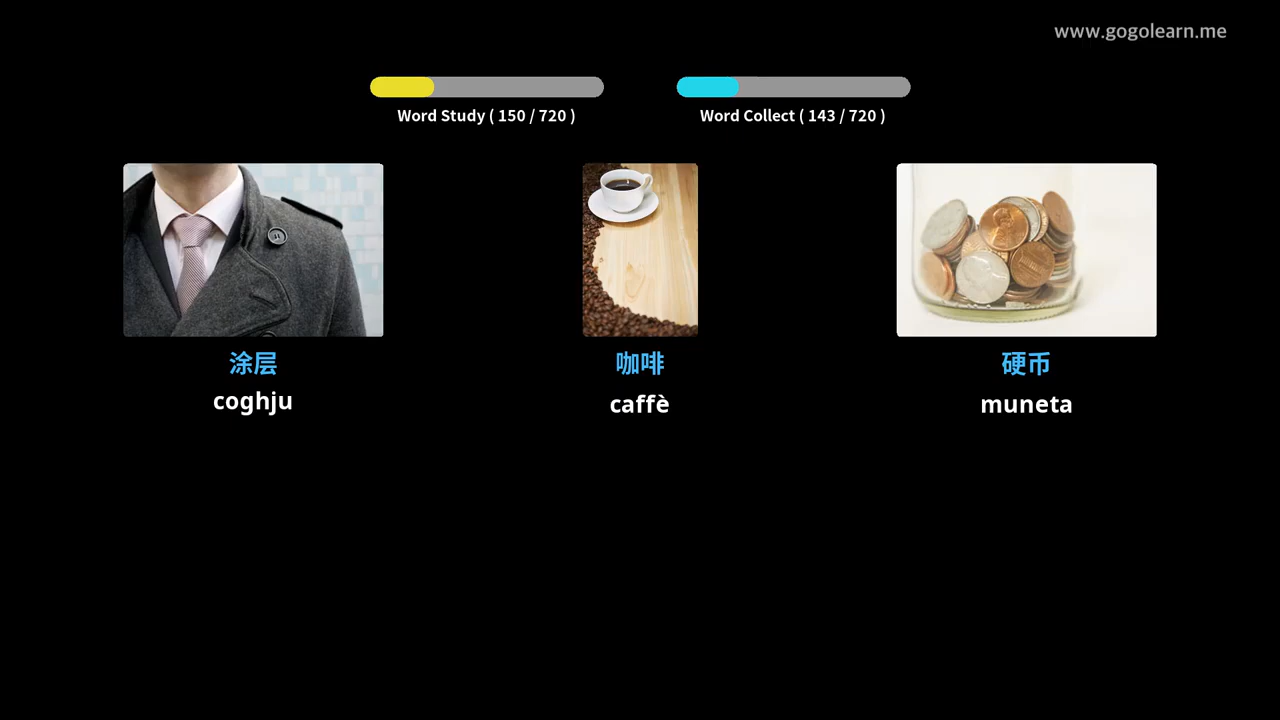 www.gogolearn.me
Word Study ( 150 / 720 )
Word Collect ( 143 / 720 )
涂层
咖啡
硬币
coghju
caffè
muneta